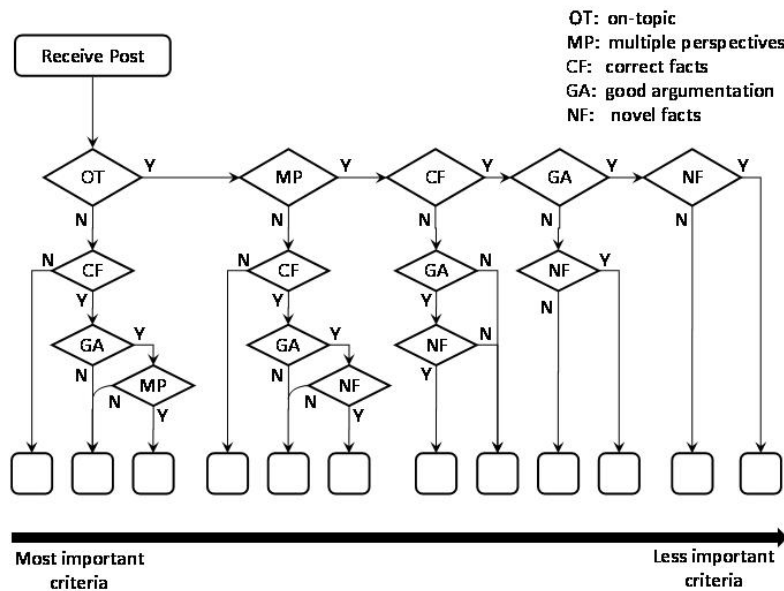 OT: on-topic
MP: multiple perspectives
CF: correct facts
GA: good argumentation
NF: novel facts
Receive Post
OT Y MP Y CF Y GA Y NF Y
N N N N N
N CF N CF GA N NF Y
Y Y Y N
GA Y GA Y NF N
N MP N NF Y
N Y N Y
Most important
criteria
Less important
criteria